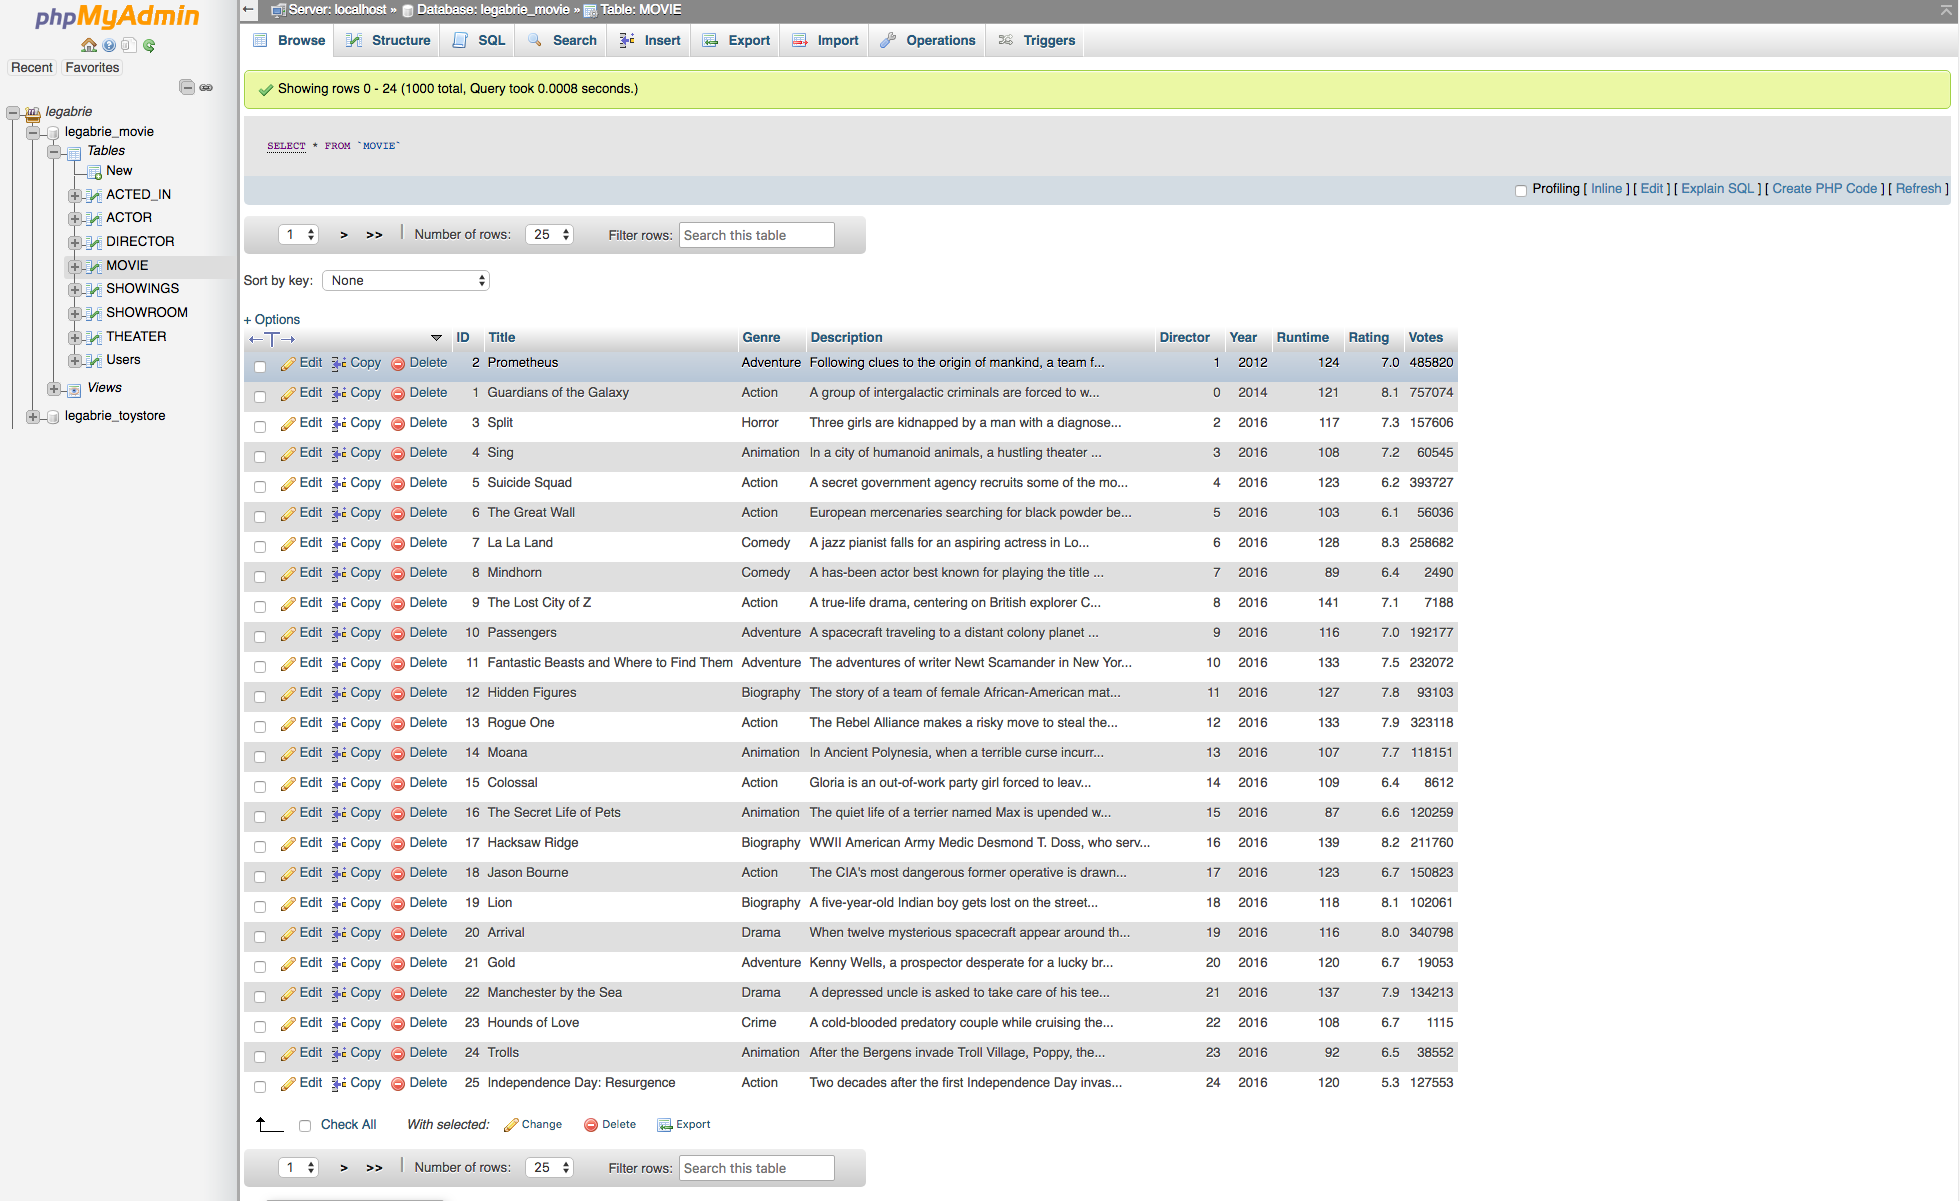 phpMyAdmin
Recent Favorites
legabrie
legabrie_movie
Tables
New
ACTED_IN
ACTOR
DIRECTOR
MOVIE
SHOWINGS
SHOWROOM
THEATER
Users
Views
legabrie_toystore
Server: localhost » Database: legabrie_movie » Table: MOVIE
Browse Structure SQL Search Insert Export Import Operations Triggers
Showing rows 0 - 24 (1000 total, Query took 0.0008 seconds.)
SELECT * FROM `MOVIE`
Profiling [ Inline ] [ Edit ] [ Explain SQL ] [ Create PHP Code ] [ Refresh ]
1 > >> | Number of rows: 25 Filter rows: Search this table
Sort by key: None
+ Options
←T→ ID Title Genre Description Director Year Runtime Rating Votes
Edit Copy Delete 2 Prometheus Adventure Following clues to the origin of mankind, a team f... 1 2012 124 7.0 485820
Edit Copy Delete 1 Guardians of the Galaxy Action A group of intergalactic criminals are forced to w... 0 2014 121 8.1 757074
Edit Copy Delete 3 Split Horror Three girls are kidnapped by a man with a diagnose... 2 2016 117 7.3 157606
Edit Copy Delete 4 Sing Animation In a city of humanoid animals, a hustling theater ... 3 2016 108 7.2 60545
Edit Copy Delete 5 Suicide Squad Action A secret government agency recruits some of the mo... 4 2016 123 6.2 393727
Edit Copy Delete 6 The Great Wall Action European mercenaries searching for black powder be... 5 2016 103 6.1 56036
Edit Copy Delete 7 La La Land Comedy A jazz pianist falls for an aspiring actress in Lo... 6 2016 128 8.3 258682
Edit Copy Delete 8 Mindhorn Comedy A has-been actor best known for playing the title ... 7 2016 89 6.4 2490
Edit Copy Delete 9 The Lost City of Z Action A true-life drama, centering on British explorer C... 8 2016 141 7.1 7188
Edit Copy Delete 10 Passengers Adventure A spacecraft traveling to a distant colony planet ... 9 2016 116 7.0 192177
Edit Copy Delete 11 Fantastic Beasts and Where to Find Them Adventure The adventures of writer Newt Scamander in New Yor... 10 2016 133 7.5 232072
Edit Copy Delete 12 Hidden Figures Biography The story of a team of female African-American mat... 11 2016 127 7.8 93103
Edit Copy Delete 13 Rogue One Action The Rebel Alliance makes a risky move to steal the... 12 2016 133 7.9 323118
Edit Copy Delete 14 Moana Animation In Ancient Polynesia, when a terrible curse incurr... 13 2016 107 7.7 118151
Edit Copy Delete 15 Colossal Action Gloria is an out-of-work party girl forced to leav... 14 2016 109 6.4 8612
Edit Copy Delete 16 The Secret Life of Pets Animation The quiet life of a terrier named Max is upended w... 15 2016 87 6.6 120259
Edit Copy Delete 17 Hacksaw Ridge Biography WWII American Army Medic Desmond T. Doss, who serv... 16 2016 139 8.2 211760
Edit Copy Delete 18 Jason Bourne Action The CIA's most dangerous former operative is drawn... 17 2016 123 6.7 150823
Edit Copy Delete 19 Lion Biography A five-year-old Indian boy gets lost on the street... 18 2016 118 8.1 102061
Edit Copy Delete 20 Arrival Drama When twelve mysterious spacecraft appear around th... 19 2016 116 8.0 340798
Edit Copy Delete 21 Gold Adventure Kenny Wells, a prospector desperate for a lucky br... 20 2016 120 6.7 19053
Edit Copy Delete 22 Manchester by the Sea Drama A depressed uncle is asked to take care of his tee... 21 2016 137 7.9 134213
Edit Copy Delete 23 Hounds of Love Crime A cold-blooded predatory couple while cruising the... 22 2016 108 6.7 1115
Edit Copy Delete 24 Trolls Animation After the Bergens invade Troll Village, Poppy, the... 23 2016 92 6.5 38552
Edit Copy Delete 25 Independence Day: Resurgence Action Two decades after the first Independence Day invas... 24 2016 120 5.3 127553
Check All With selected: Change Delete Export
1 > >> | Number of rows: 25 Filter rows: Search this table